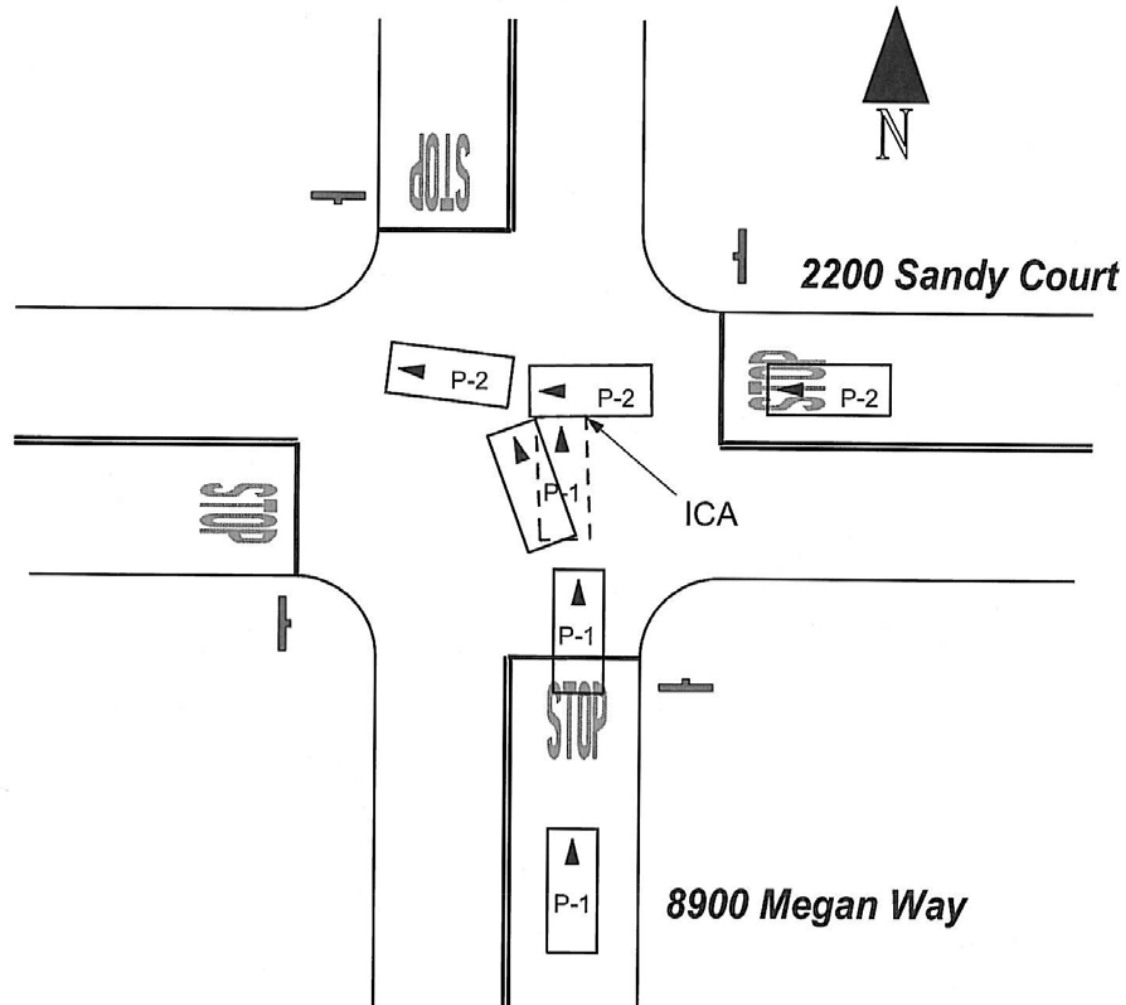 STOP
N
2200 Sandy Court
P-2
P-2
STOP
P-2
P-1
STOP
ICA
P-1
STOP
P-1
8900 Megan Way